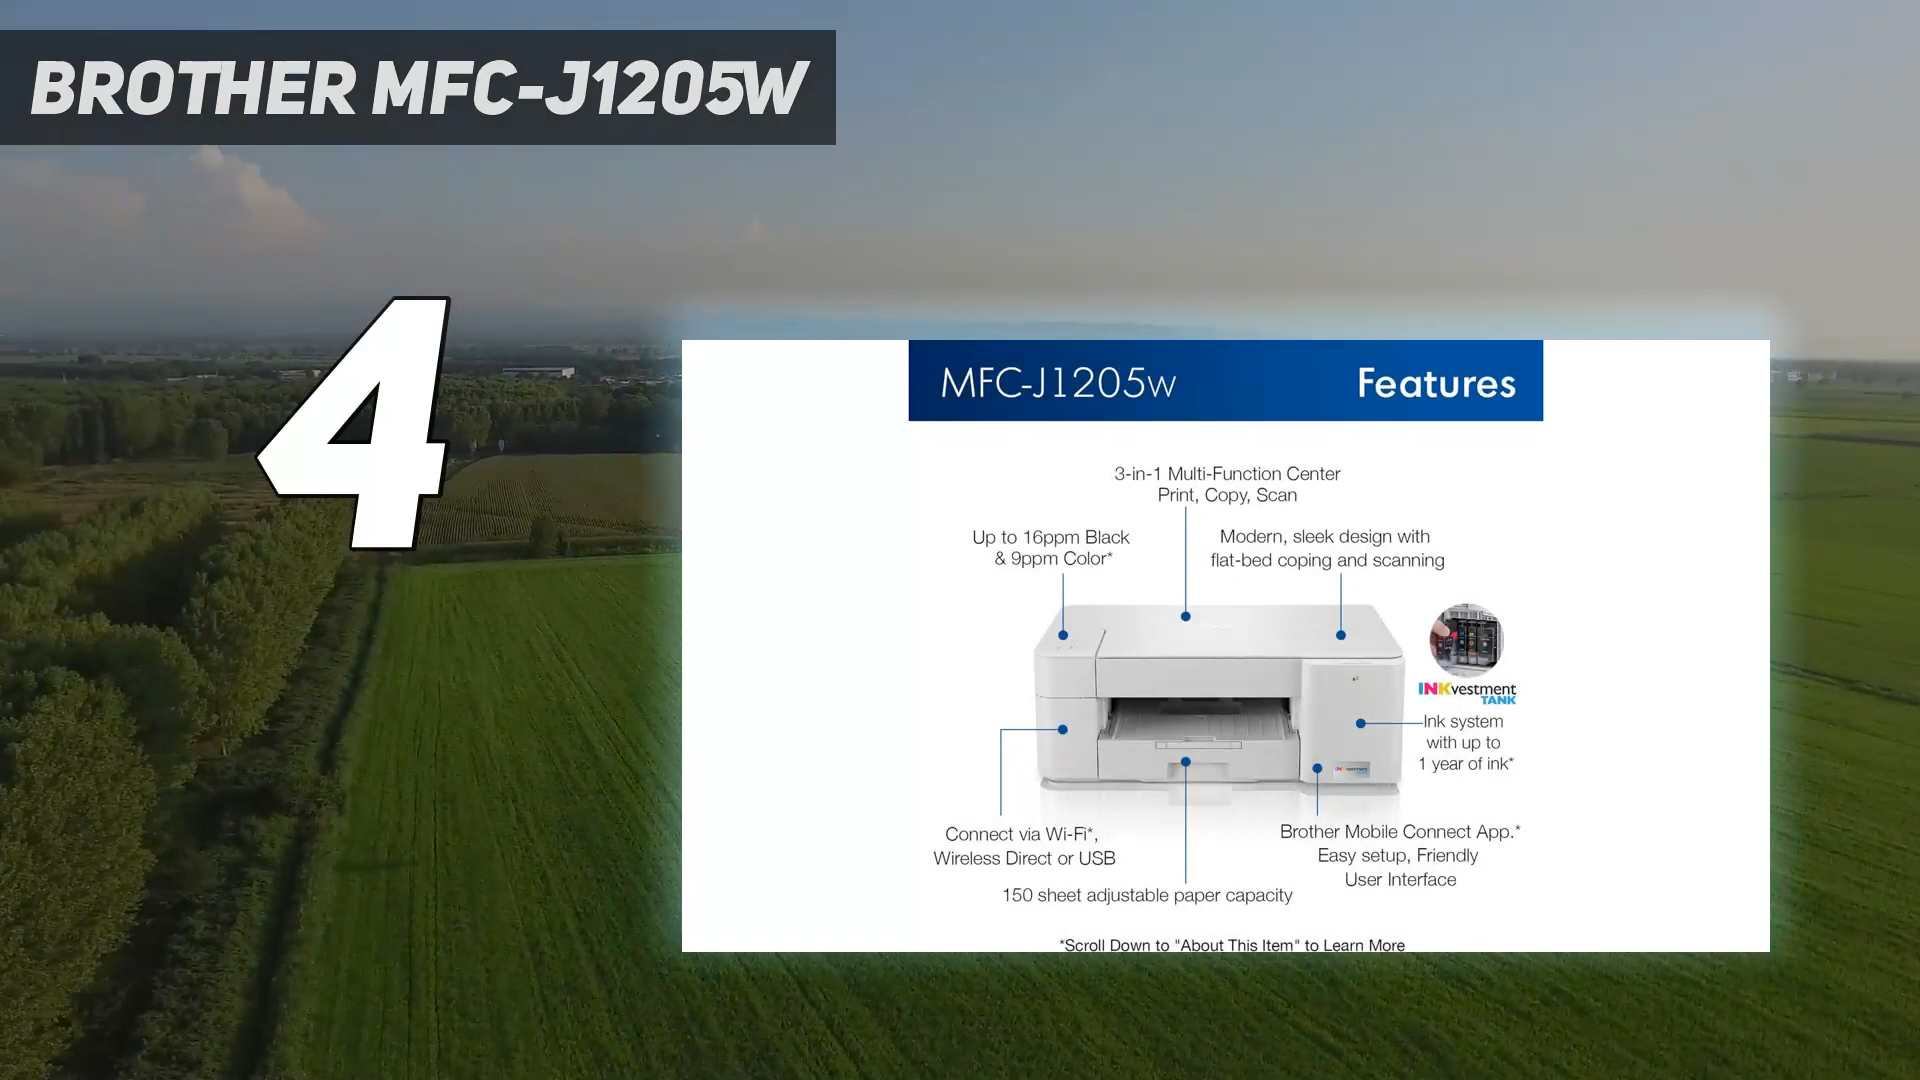 BROTHER MFC-J1205W
4
MFC-J1205W Features
3-in-1 Multi-Function Center
Print, Copy, Scan
Up to 16ppm Black
& 9ppm Color*
Modern, sleek design with
flat-bed coping and scanning
INKvestment
TANK
Ink system
with up to
1 year of ink*
INKvestment
Connect via Wi-Fi*,
Wireless Direct or USB
150 sheet adjustable paper capacity
Brother Mobile Connect App.*
Easy setup, Friendly
User Interface
*Scroll Down to "About This Item" to Learn More